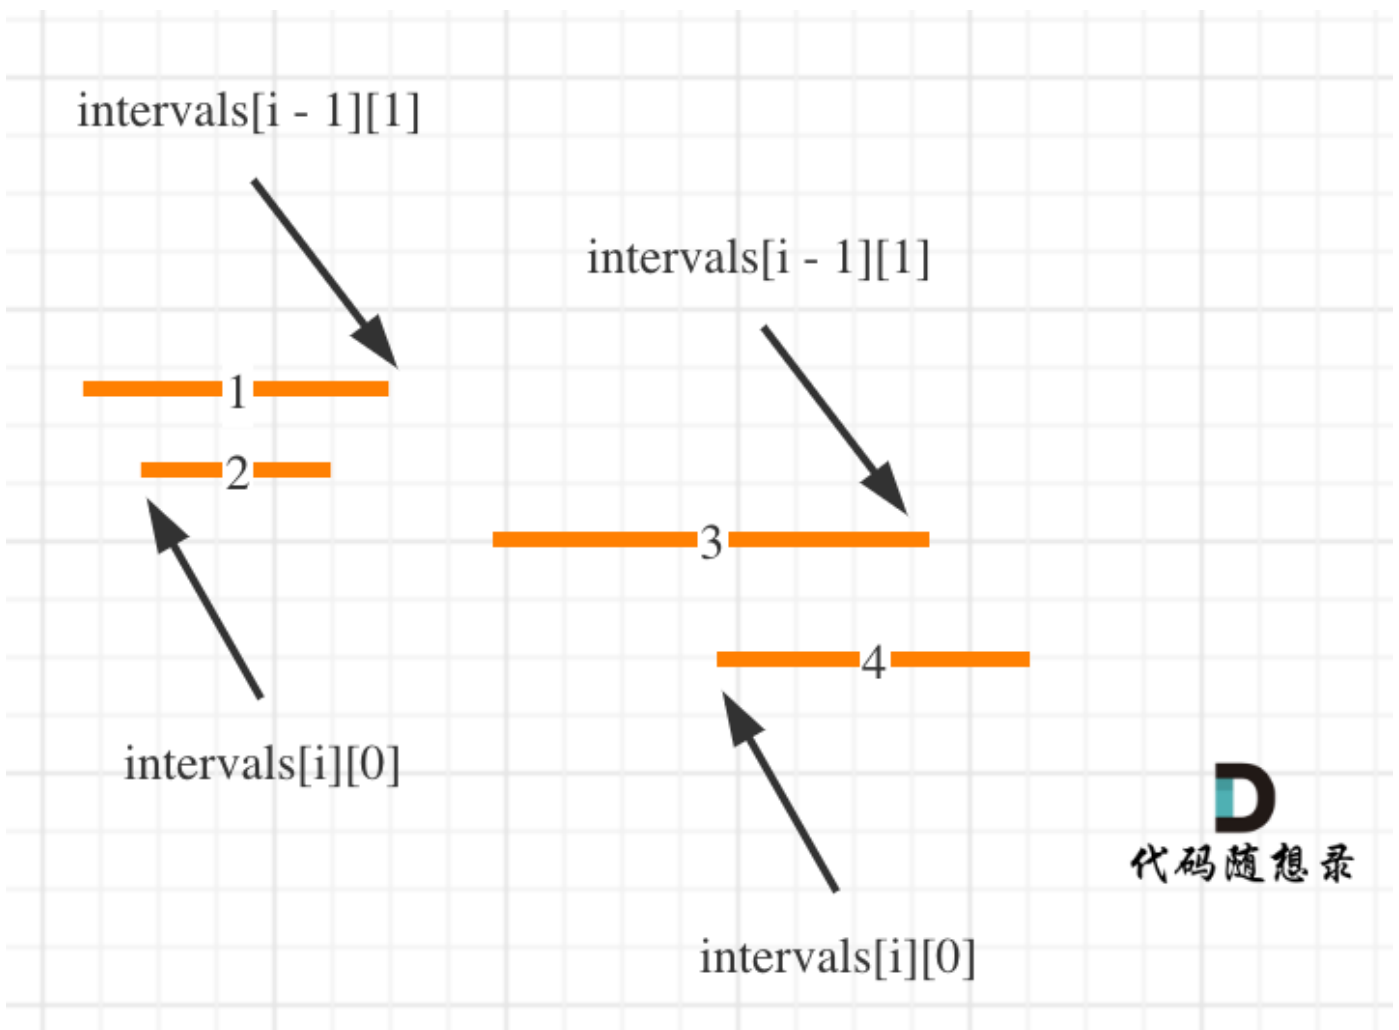 intervals[i - 1][1]
intervals[i - 1][1]
1
2
3
4
intervals[i][0]
intervals[i][0]
代码随想录